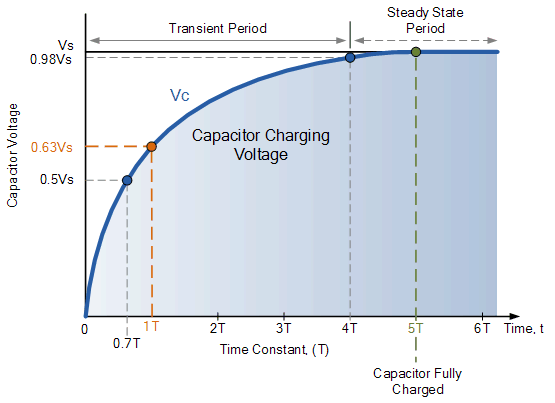 Steady State
Transient Period
Period
Vs
0.98Vs
Vc
Capacitor Charging
Voltage
0.63Vs
0.5Vs
Capacitor Voltage
0
0.7T
1T
2T
3T
4T
5T
6T
Time, t
Time Constant, (T)
Capacitor Fully
Charged